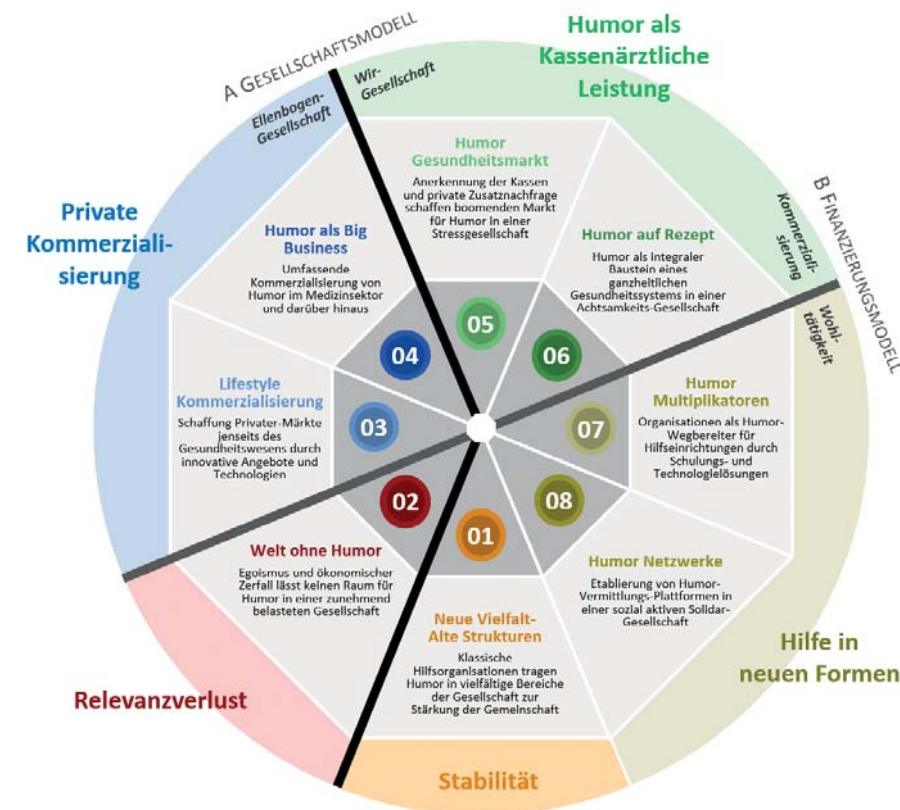 A GESELLSCHAFTSMODELL
Ellenbogen-
Gesellschaft
Wir-
Gesellschaft
Humor als
Kassenärztliche
Leistung
B FINANZIERUNGSMODELL
Kommerziali-
sierung
Wohl-
tätigkeit
Private
Kommerziali-
sierung
Humor
Gesundheitsmarkt
Anerkennung der Kassen
und private Zusatznachfrage
schaffen boomenden Markt
für Humor in einer
Stressgesellschaft
Humor als Big
Business
Umfassende
Kommerzialisierung von
Humor im Medizinsektor
und darüber hinaus
Humor auf Rezept
Humor als Integraler
Baustein eines
ganzheitlichen
Gesundheitssystems in einer
Achtsamkeits-Gesellschaft
05
04
06
Lifestyle
Kommerzialisierung
Schaffung Privater-Märkte
jenseits des
Gesundheitswesens durch
innovative Angebote und
Technologien
03
07
Humor
Multiplikatoren
Organisationen als Humor-
Wegbereiter für
Hilfseinrichtungen durch
Schulungs- und
Technologielösungen
02
08
01
Welt ohne Humor
Egoismus und ökonomischer
Zerfall lässt keinen Raum für
Humor in einer zunehmend
belasteten Gesellschaft
Humor Netzwerke
Etablierung von Humor-
Vermittlungs-Plattformen in
einer sozial aktiven Solidar-
Gesellschaft
Neue Vielfalt-
Alte Strukturen
Klassische
Hilfsorganisationen tragen
Humor in vielfältige Bereiche
der Gesellschaft zur
Stärkung der Gemeinschaft
Relevanzverlust
Hilfe in
neuen Formen
Stabilität